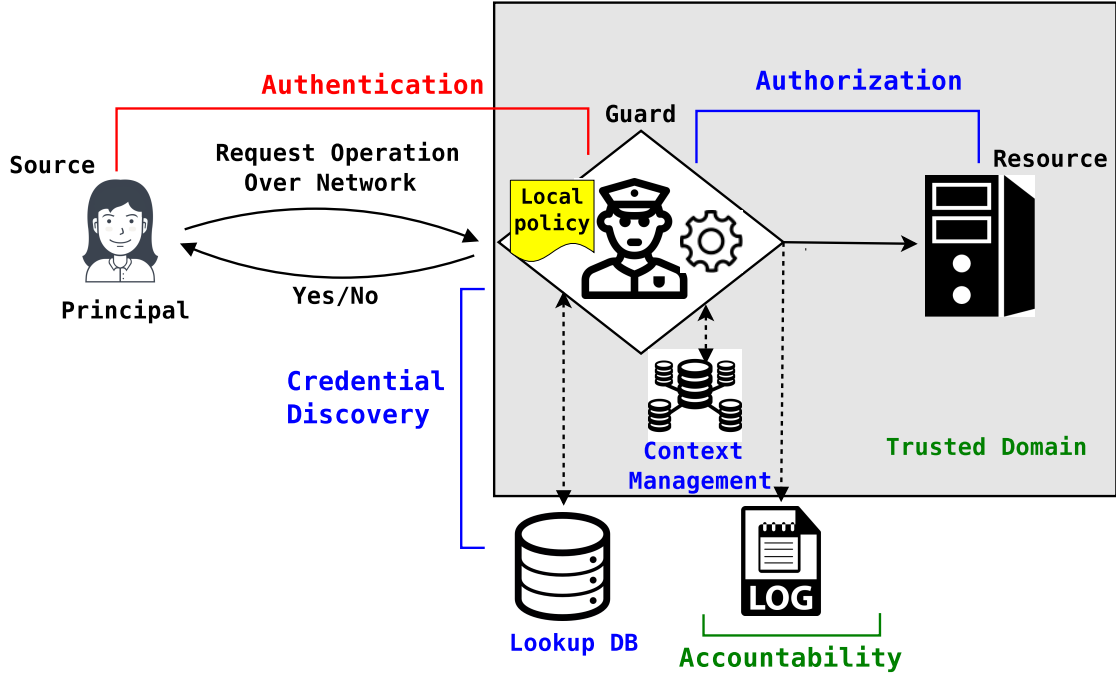 Authentication
Authorization
Guard
Source
Request Operation
Over Network
Resource
Local
policy
Yes/No
Principal
Credential
Discovery
Context
Management
Trusted Domain
LOG
Lookup DB
Accountability